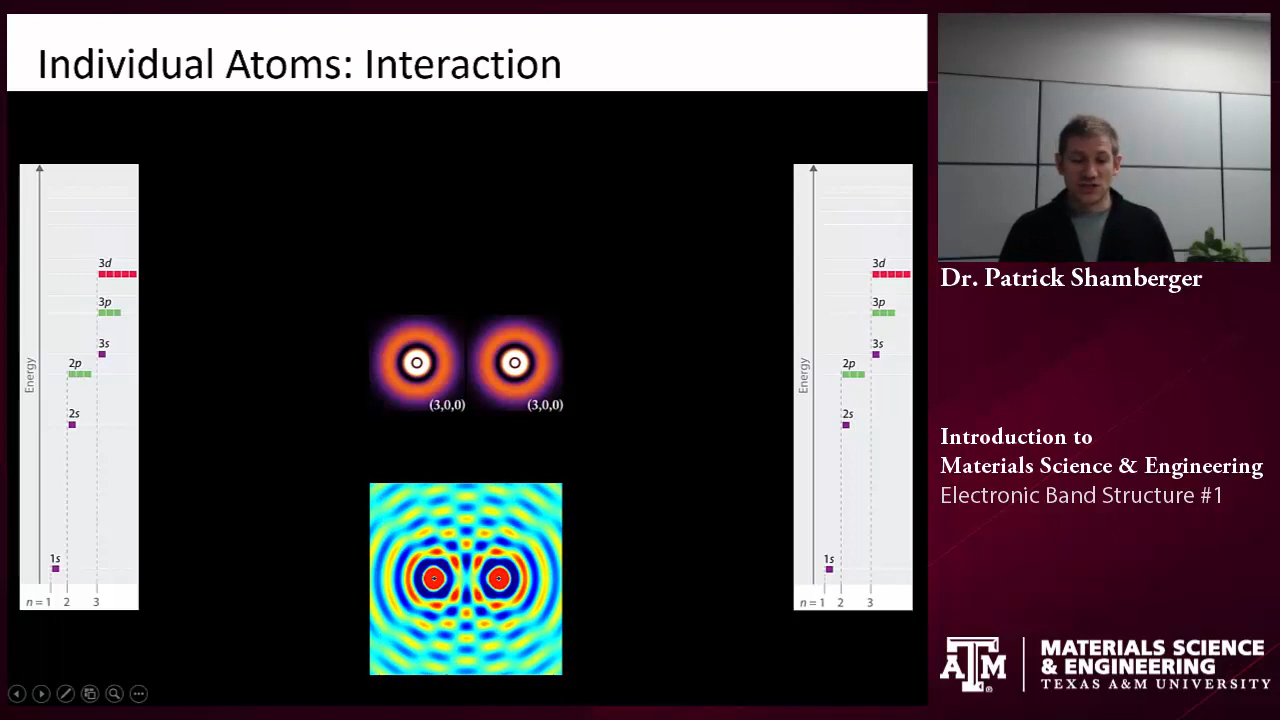 Individual Atoms: Interaction
3d
3p
3s
2p
2s
1s
Energy
n = 1 2 3
(3,0,0) (3,0,0)
3d
3p
3s
2p
2s
1s
Energy
n = 1 2 3
Dr. Patrick Shamberger
Introduction to
Materials Science & Engineering
Electronic Band Structure #1
ATM
MATERIALS SCIENCE
& ENGINEERING
TEXAS A&M UNIVERSITY